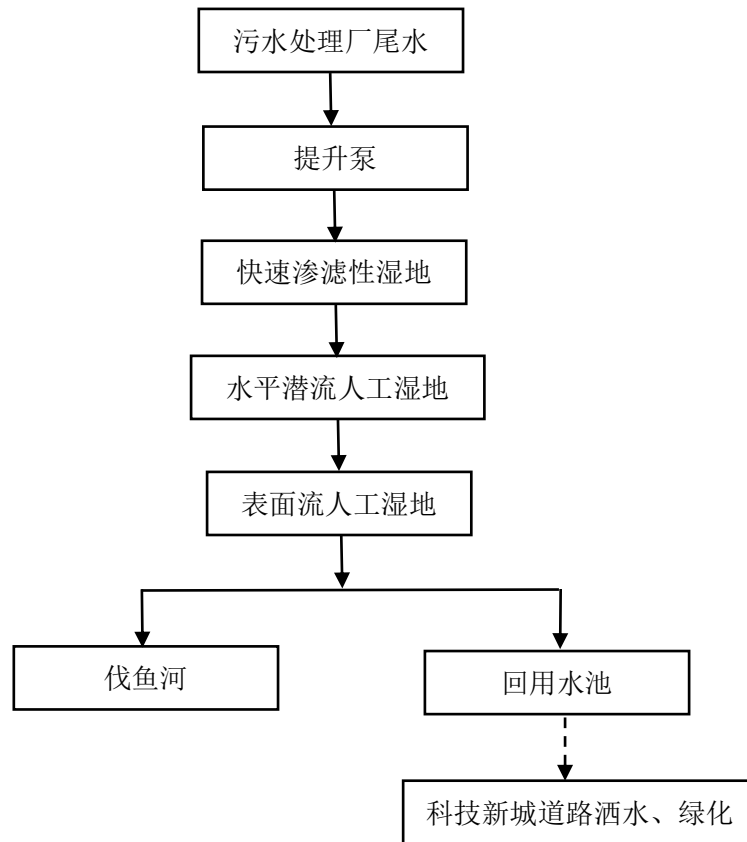 污水处理厂尾水
提升泵
快速渗滤性湿地
水平潜流人工湿地
表面流人工湿地
伐鱼河
回用水池
科技新城道路洒水、绿化